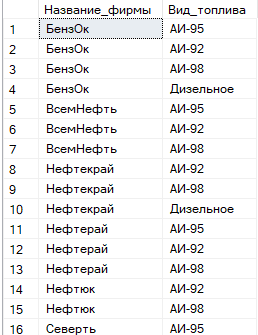 Название_фирмы Вид_топлива
1 БензОк АИ-95
2 БензОк АИ-92
3 БензОк АИ-98
4 БензОк Дизельное
5 ВсемНефть АИ-95
6 ВсемНефть АИ-92
7 ВсемНефть АИ-98
8 Нефтекрай АИ-92
9 Нефтекрай АИ-98
10 Нефтекрай Дизельное
11 Нефтерай АИ-95
12 Нефтерай АИ-92
13 Нефтерай АИ-98
14 Нефтюк АИ-92
15 Нефтюк АИ-98
16 Северть АИ-95